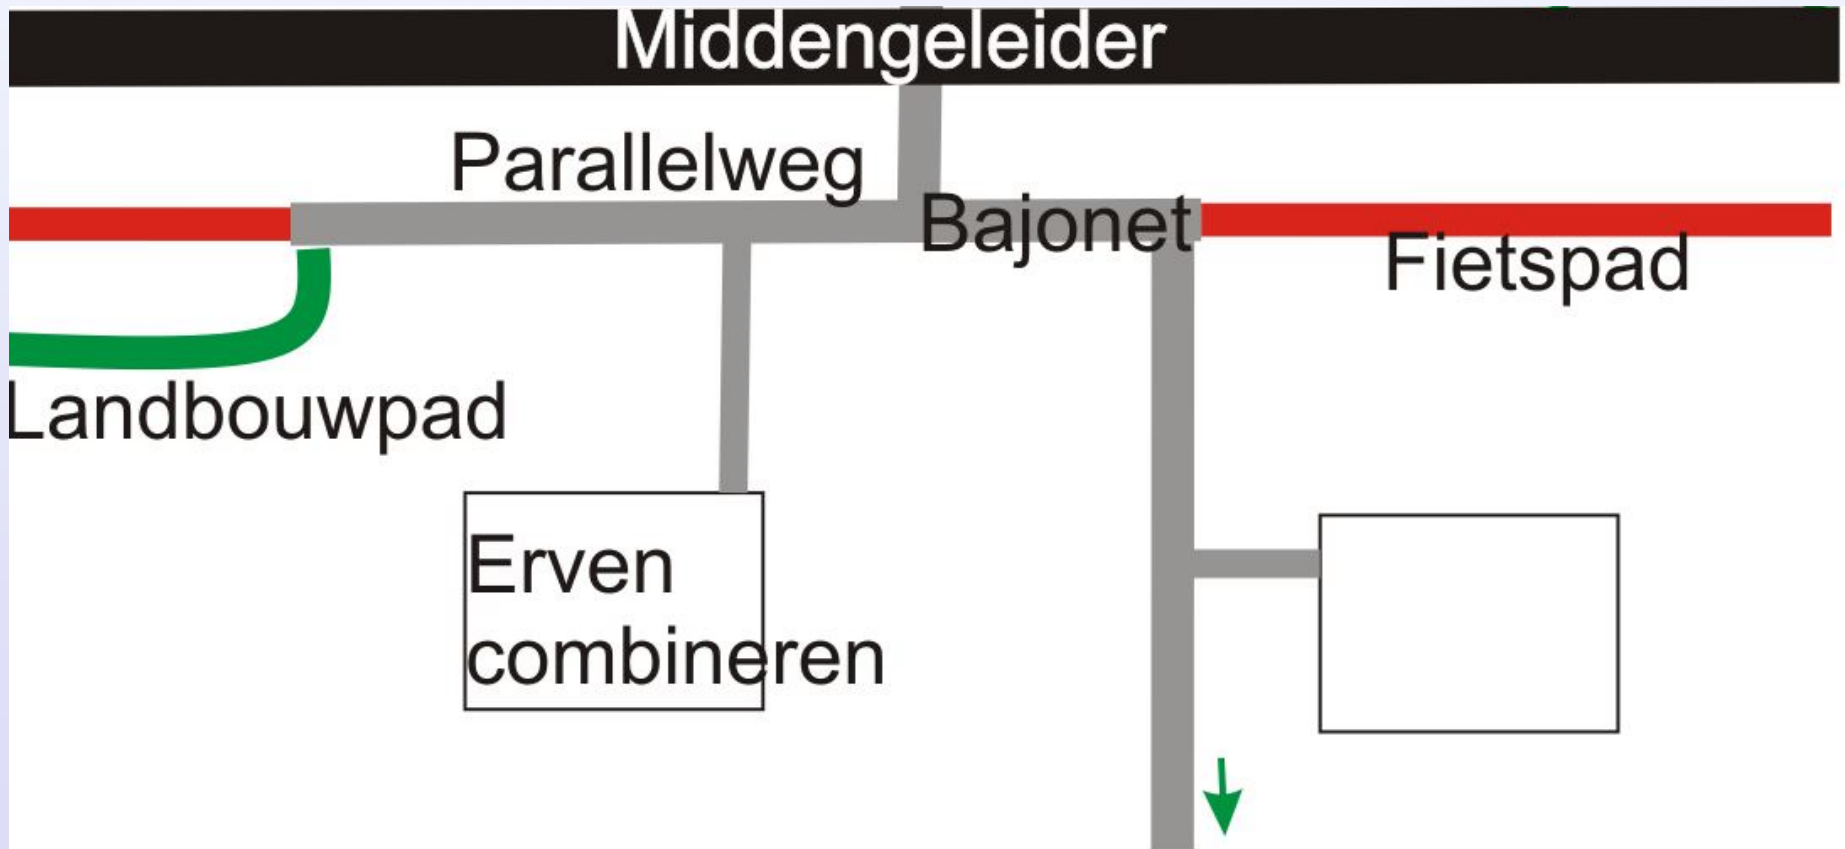 Middengeleider
Parallelweg
Bajonet
Fietspad
Landbouwpad
Erven
combineren